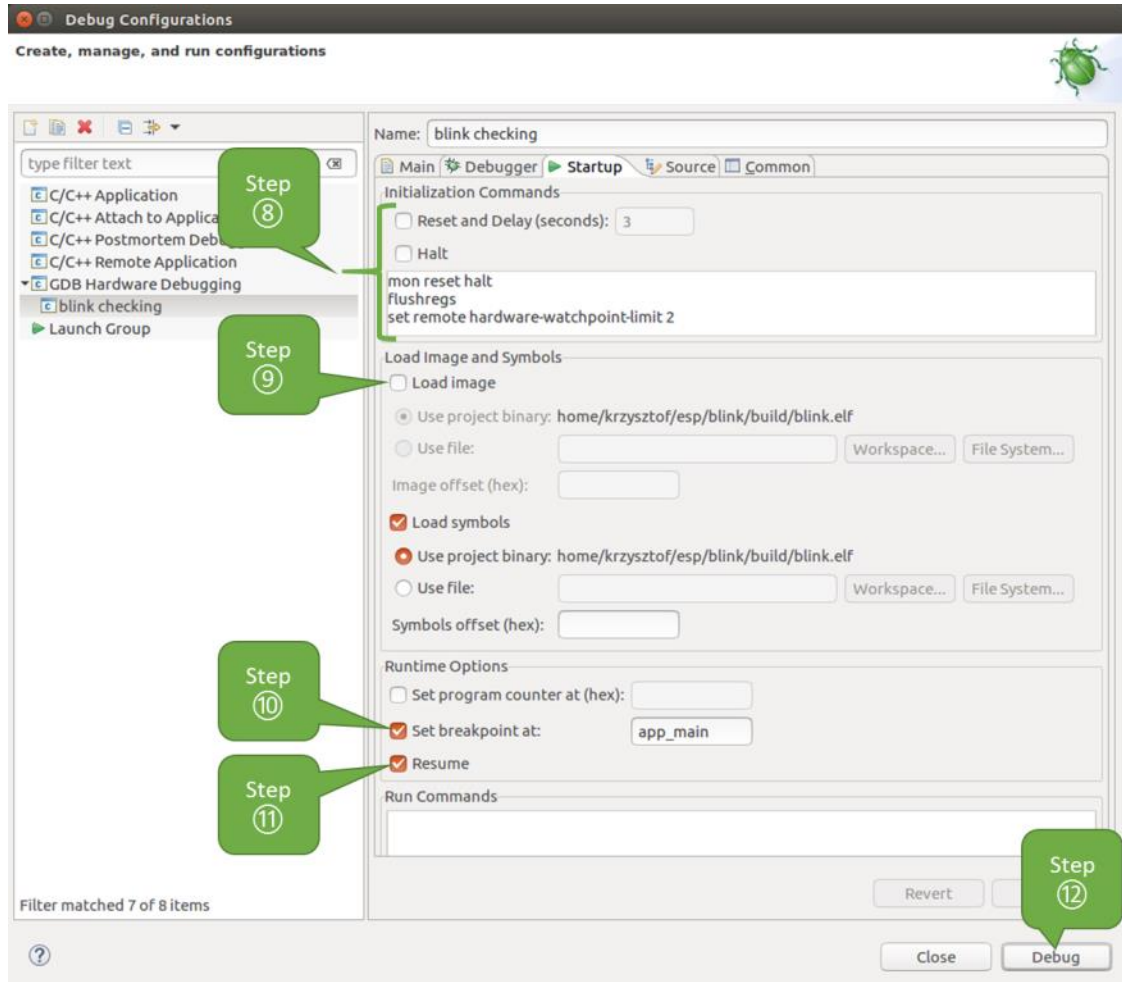 Debug Configurations
Create, manage, and run configurations
type filter text
C/C++ Application
C/C++ Attach to
C/C++ Postmortem
C/C++ Remote Application
GDB Hardware Debugging
blink checking
Launch Group
Filter matched 7 of 8 items
Name: blink checking
Main Debugger Startup Source Common
Initialization Commands
Reset and Delay (seconds): 3
Halt
mon reset halt
flushregs
set remote hardware-watchpoint-limit 2
Load Image and Symbols
Load image
Use project binary: home/krzysztof/esp/blink/build/blink.elf
Use file: Workspace... File System...
Image offset (hex):
Load symbols
Use project binary: home/krzysztof/esp/blink/build/blink.elf
Use file: Workspace... File System...
Symbols offset (hex):
Runtime Options
Set program counter at (hex):
Set breakpoint at: app_main
Resume
Run Commands
Revert
Close Debug
Step
⑧
Step
⑨
Step
⑩
Step
⑪
Step
⑫